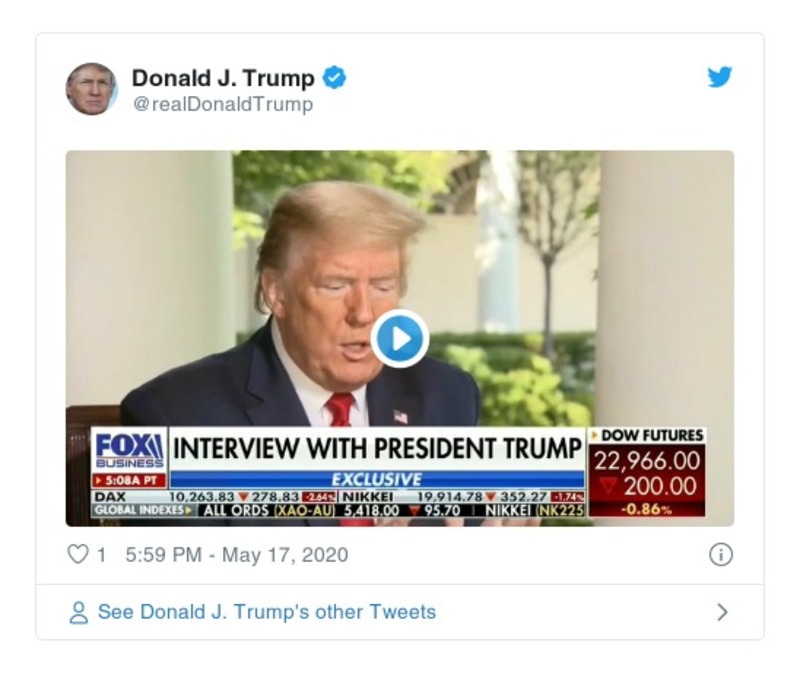 Donald J. Trump
@realDonaldTrump
FOX
BUSINESS
INTERVIEW WITH PRESIDENT TRUMP
DOW FUTURES
22,966.00
200.00
-0.86%
5:08A PT
EXCLUSIVE
DAX 10,263.83 ▼ 278.83 -2.64% NIKKEI 19,914.78 ▼ 352.27 -1.74%
GLOBAL INDEXES ALL ORDS (XAO-AU) 5,418.00 ▼ 95.70 NIKKEI (NK225
1 5:59 PM - May 17, 2020
See Donald J. Trump's other Tweets